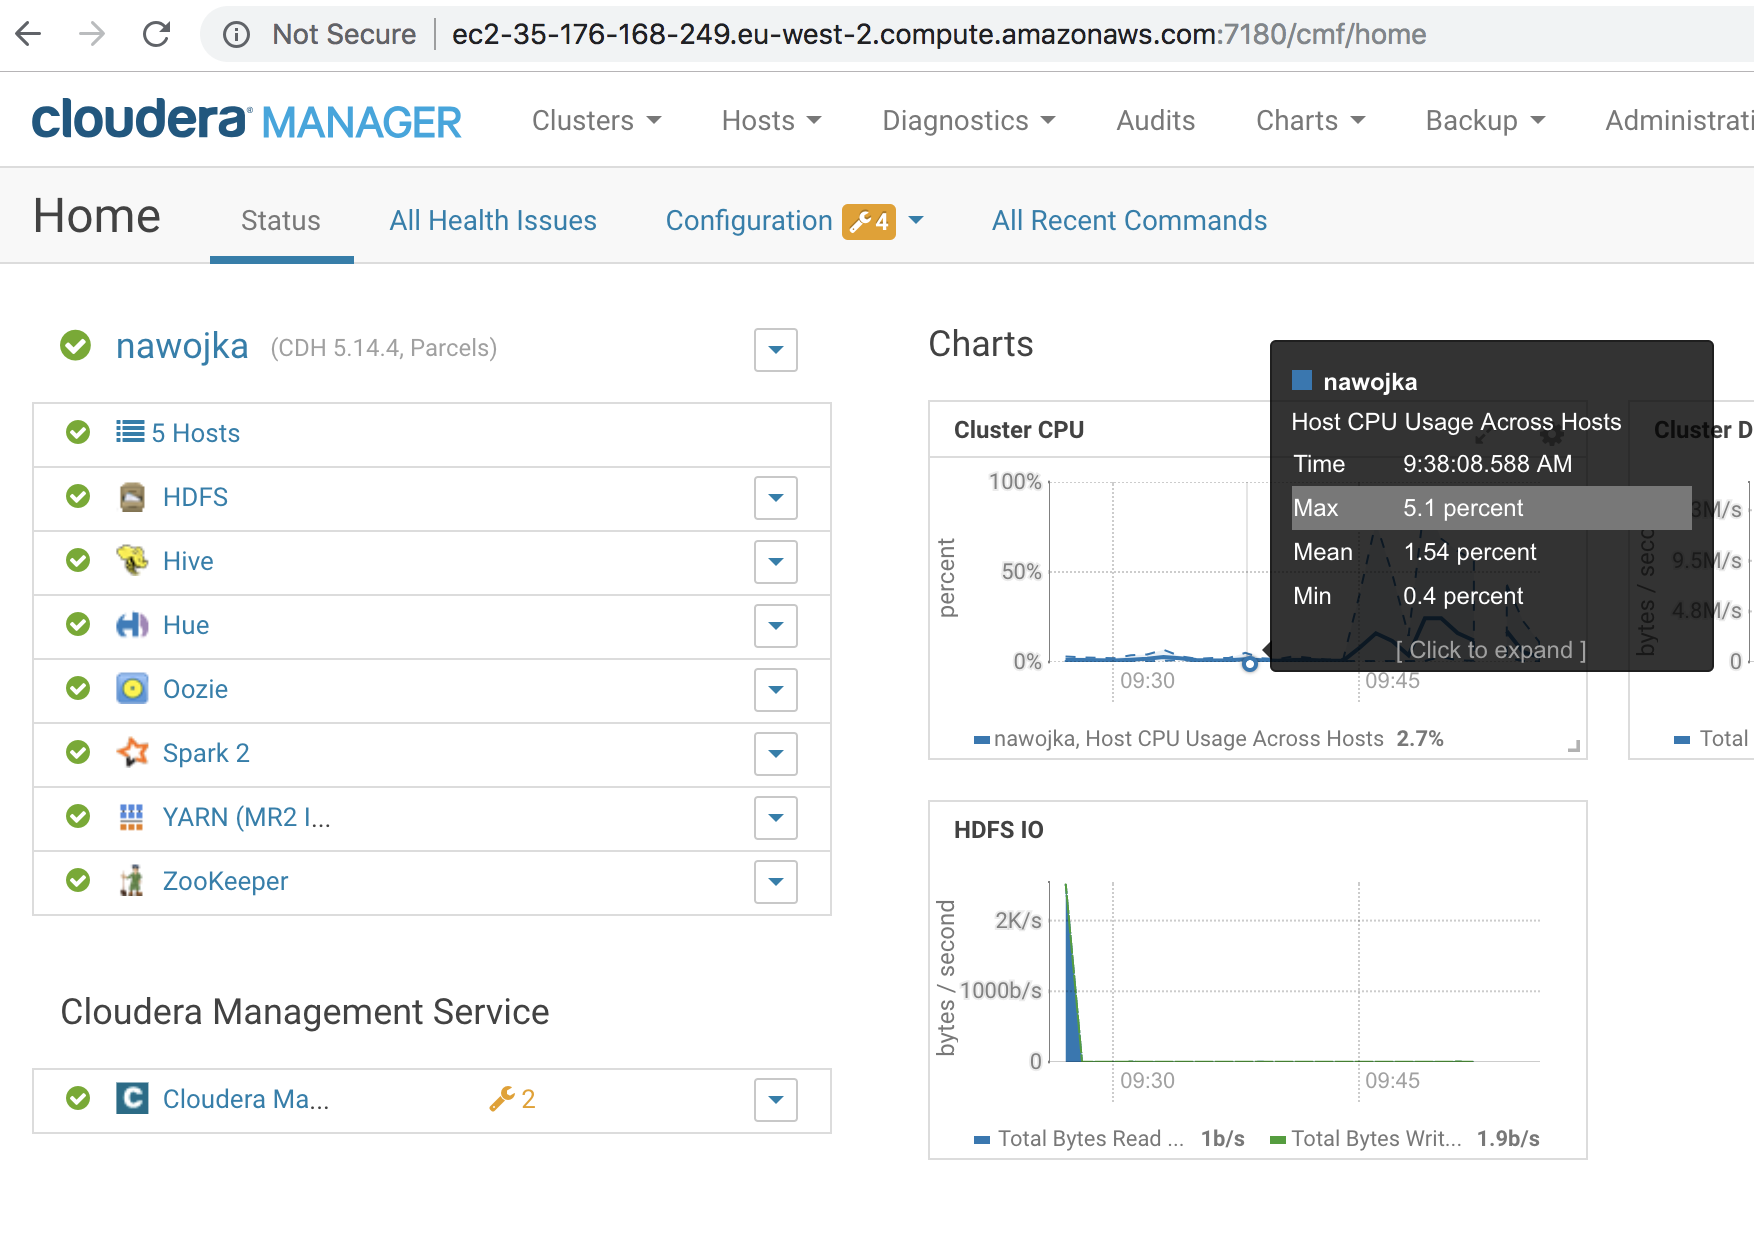 Not Secure ec2-35-176-168-249.eu-west-2.compute.amazonaws.com:7180/cmf/home
cloudera MANAGER Clusters Hosts Diagnostics Audits Charts Backup Administrati
Home Status All Health Issues Configuration 4 All Recent Commands
nawojka (CDH 5.14.4, Parcels)
5 Hosts
HDFS
Hive
Hue
Oozie
Spark 2
YARN (MR2 I...
ZooKeeper
Cloudera Management Service
Cloudera Ma... 2
Charts
Cluster CPU
percent
100%
50%
0%
09:30 09:45
nawojka, Host CPU Usage Across Hosts 2.7%
nawojka
Host CPU Usage Across Hosts
Time 9:38:08.588 AM
Max 5.1 percent
Mean 1.54 percent
Min 0.4 percent
[ Click to expand ]
Cluster D
bytes / seco
3M/s
9.5M/s
4.8M/s
0
Total
HDFS IO
bytes / second
2K/s
1000b/s
0
09:30 09:45
Total Bytes Read ... 1b/s Total Bytes Writ... 1.9b/s